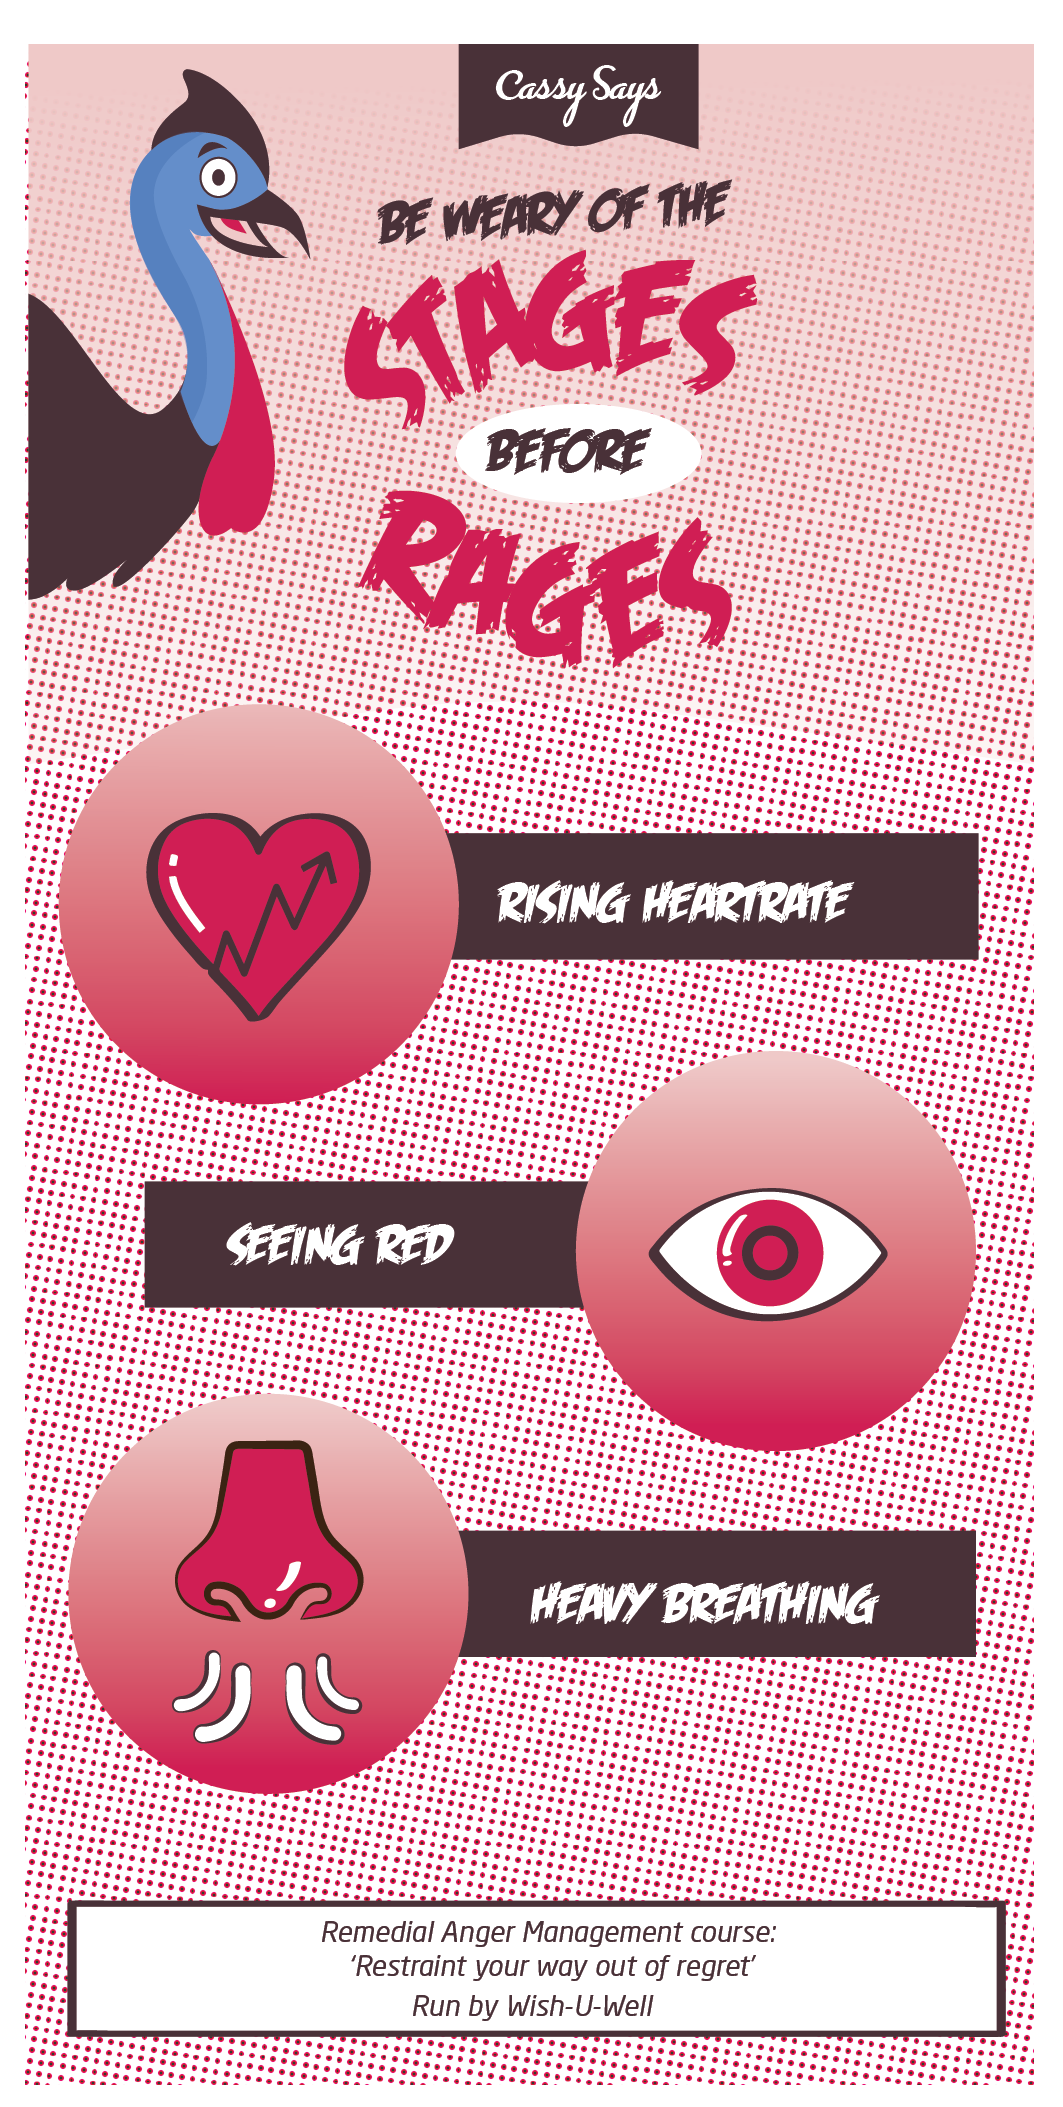 Cassy Says
BE WEARY OF THE
STAGES
BEFORE
RAGES
RISING HEARTRATE
SEEING RED
HEAVY BREATHING
Remedial Anger Management course:
‘Restraint your way out of regret’
Run by Wish-U-Well